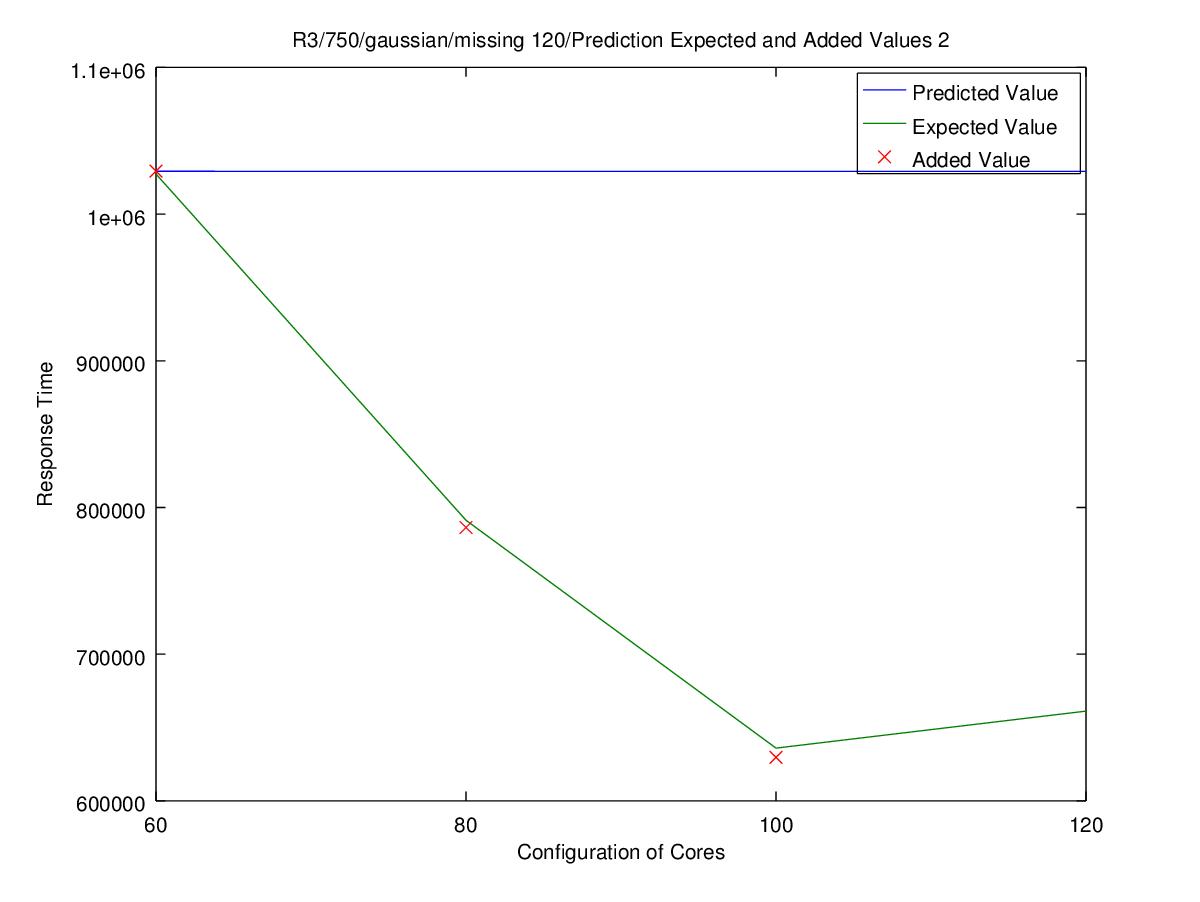 R3/750/gaussian/missing 120/Prediction Expected and Added Values 2
1.1e+06
1e+06
900000
800000
700000
600000
Response Time
Predicted Value
Expected Value
Added Value
60
80
100
120
Configuration of Cores